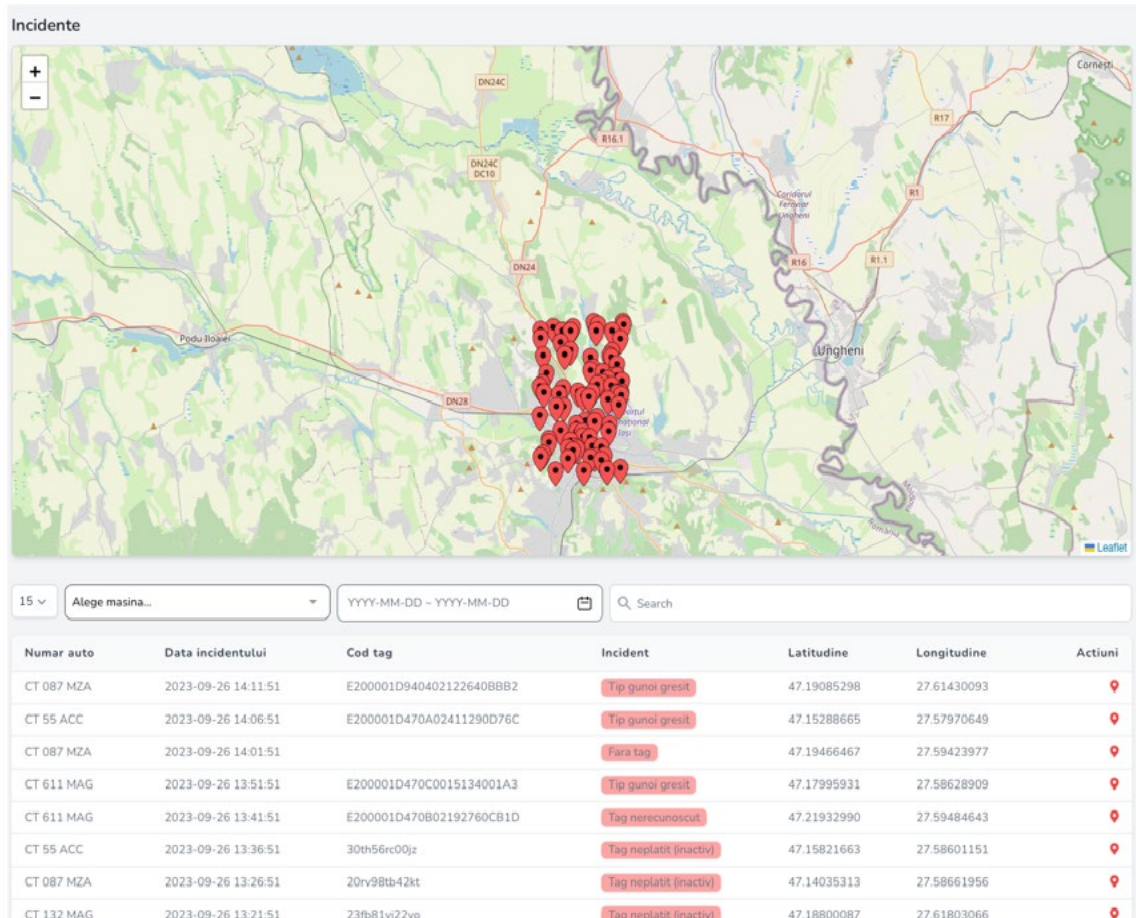 Incidente
+
−
Cornești
DN24C
R17
R16.1
DN24C
DC10
Coridorul
Feroviar
Ungheni
R1
R16
R1.1
DN24
Podu Iloaiei
Ungheni
DN28
Iași
România
Leaflet
15 Alege masina... YYYY-MM-DD ~ YYYY-MM-DD Search
Numar auto Data incidentului Cod tag Incident Latitudine Longitudine Actiuni
CT 087 MZA 2023-09-26 14:11:51 E200001D940402122640BBB2 Tip gunoi gresit 47.19085298 27.61430093
CT 55 ACC 2023-09-26 14:06:51 E200001D470A02411290D76C Tip gunoi gresit 47.15288665 27.57970649
CT 087 MZA 2023-09-26 14:01:51 Fara tag 47.19466467 27.59423977
CT 611 MAG 2023-09-26 13:51:51 E200001D470C0015134001A3 Tip gunoi gresit 47.17995931 27.58628909
CT 611 MAG 2023-09-26 13:41:51 E200001D470B02192760CB1D Tag nerecunoscut 47.21932990 27.59484643
CT 55 ACC 2023-09-26 13:36:51 30th56rc00jz Tag neplatit (inactiv) 47.15821663 27.58601151
CT 087 MZA 2023-09-26 13:26:51 20rv98tb42kt Tag neplatit (inactiv) 47.14035313 27.58661956
CT 132 MAG 2023-09-26 13:21:51 23fb81vi22vo Tag neplatit (inactiv) 47.18800087 27.61803066